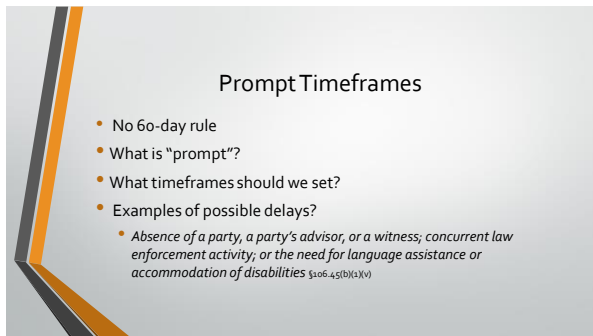 Prompt Timeframes
No 60-day rule
What is “prompt”?
What timeframes should we set?
Examples of possible delays?
Absence of a party, a party’s advisor, or a witness; concurrent law
enforcement activity; or the need for language assistance or
accommodation of disabilities §106.45(b)(1)(v)